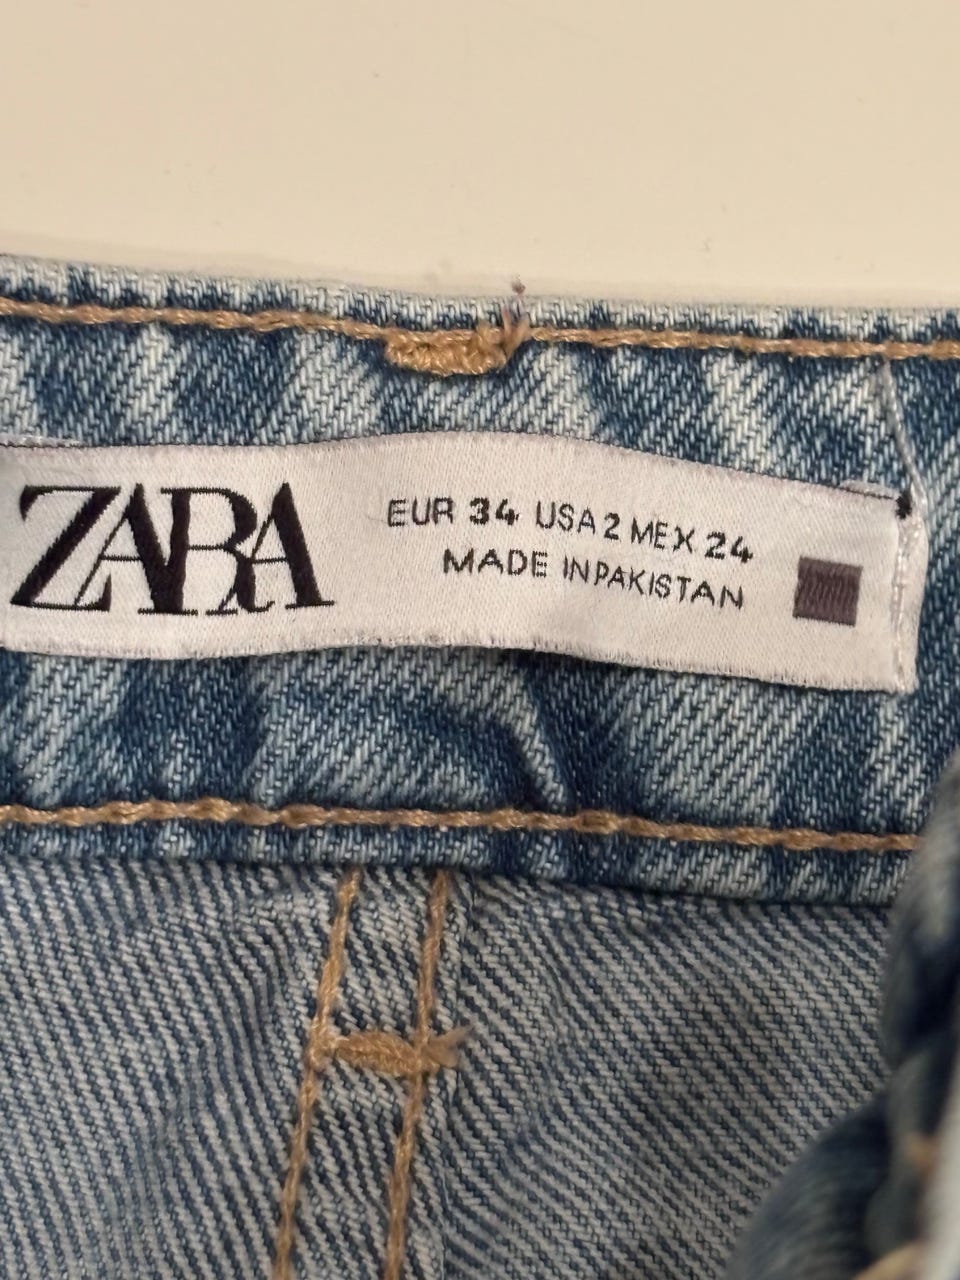 ZARA
EUR 34 USA 2 MEX 24
MADE IN PAKISTAN